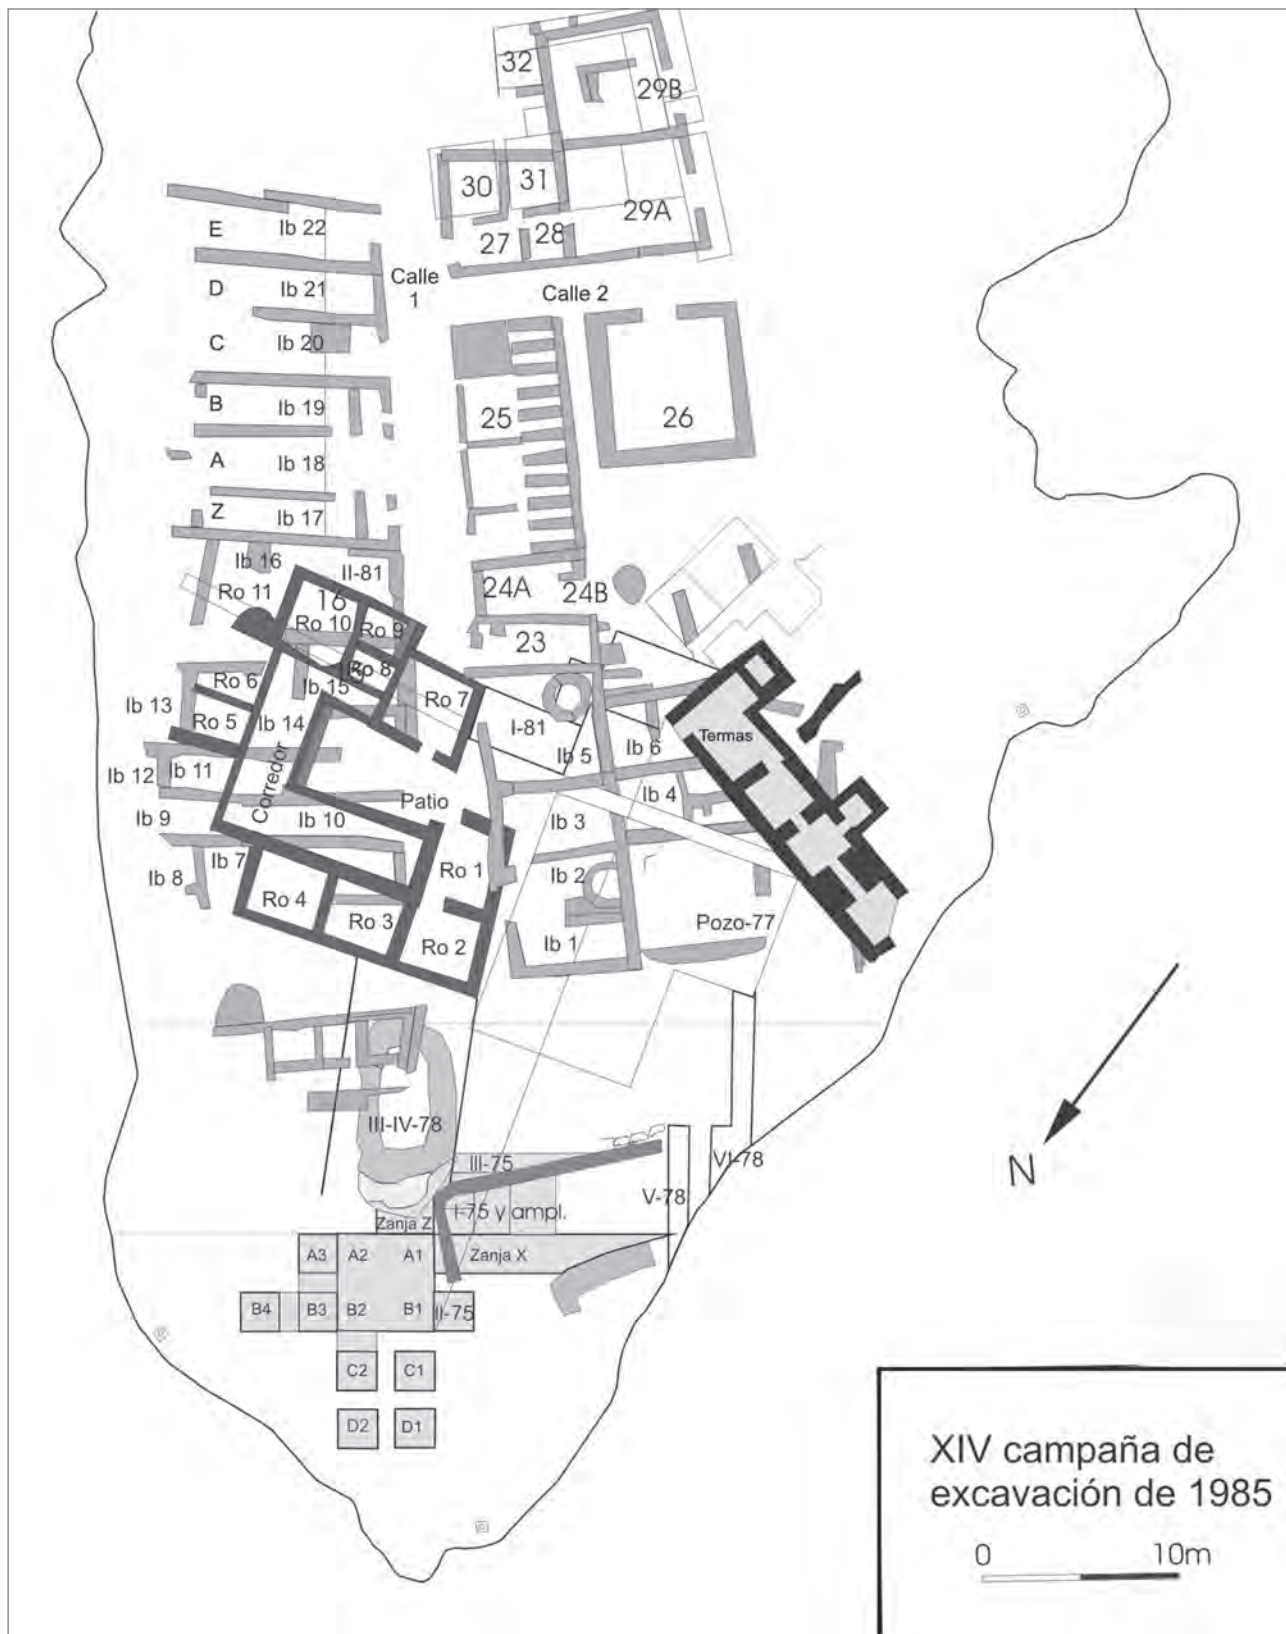 32
29B
30
31
29A
E
Ib 22
27
28
Calle
1
D
Ib 21
Calle 2
C
Ib 20
B
Ib 19
25
26
A
Ib 18
Z
Ib 17
Ib 16
II-81
Ro 11
16
24A
24B
Ro 10
Ro 9
23
Ro 8
Ro 6
Ib 15
Ro 7
Ib 13
Ro 5
Ib 14
I-81
Termas
Ib 5
Ib 6
Ib 12
Ib 11
Corredor
Patio
Ib 4
Ib 9
Ib 10
Ib 3
Ib 7
Ib 8
Ro 1
Ib 2
Ro 4
Ro 3
Pozo-77
Ro 2
Ib 1
III-IV-78
III-75
VI-78
N
V-78
I-75 y ampl.
Zanja Z
A3
A2
A1
Zanja X
B4
B3
B2
B1
II-75
C2
C1
D2
D1
XIV campaña de
excavación de 1985
0
10m